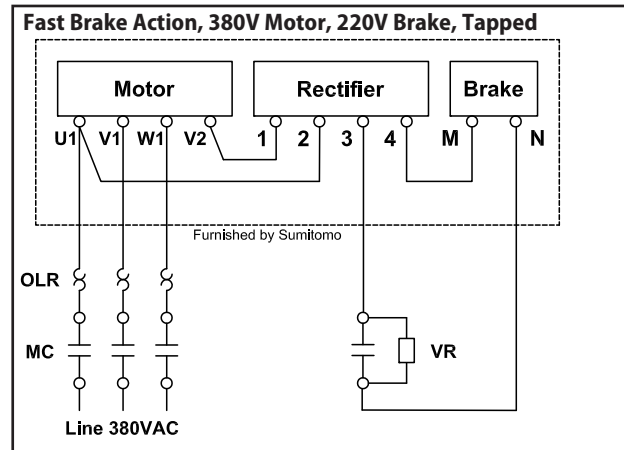 Fast Brake Action, 380V Motor, 220V Brake, Tapped
Motor Rectifier Brake
U1 V1 W1 V2 1 2 3 4 M N
Furnished by Sumitomo
OLR
MC VR
Line 380VAC